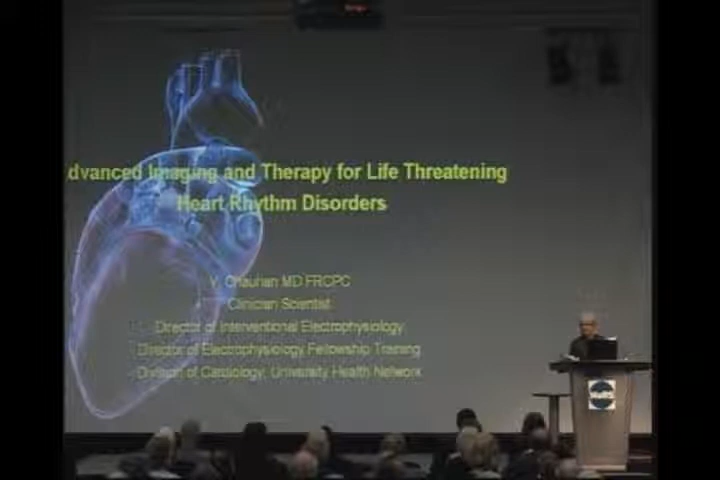 dvanced Imaging and Therapy for Life Threatening
Heart Rhythm Disorders
V. Chauhan MD FRCPC
Clinician Scientist
Director of Interventional Electrophysiology
Director of Electrophysiology Fellowship Training
Division of Cardiology, University Health Network